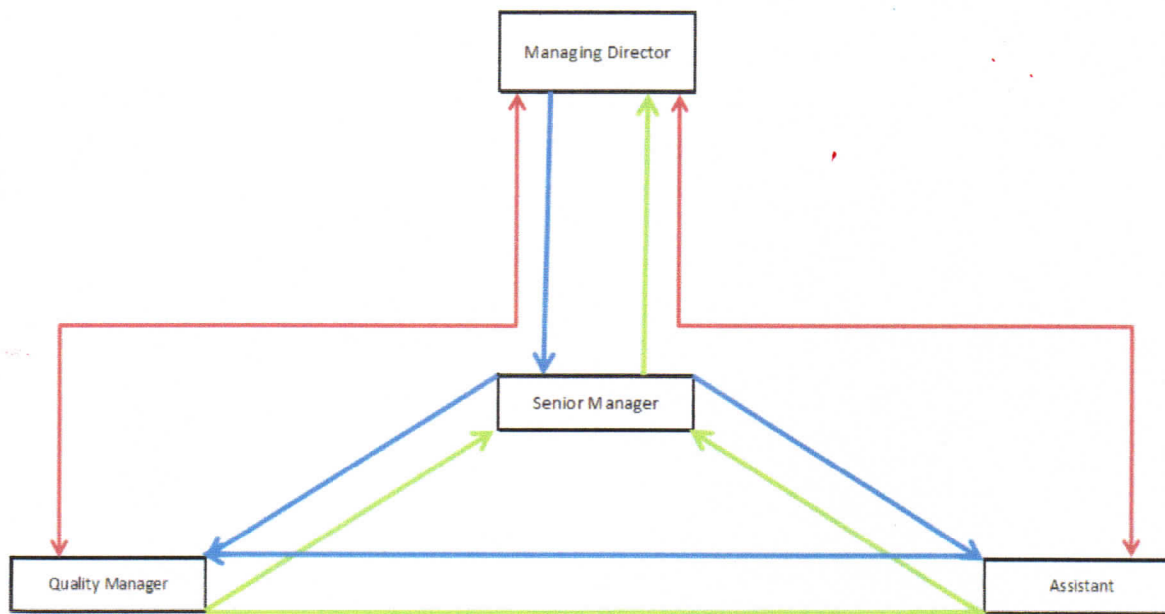 Managing Director
Senior Manager
Quality Manager
Assistant